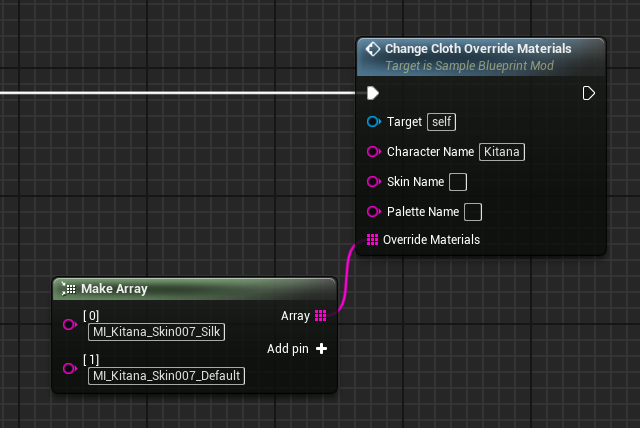 Change Cloth Override Materials
Target is Sample Blueprint Mod
Target self
Character Name Kitana
Skin Name
Palette Name
Override Materials
Make Array
[ 0]
MI_Kitana_Skin007_Silk
Array
Add pin
[ 1]
MI_Kitana_Skin007_Default